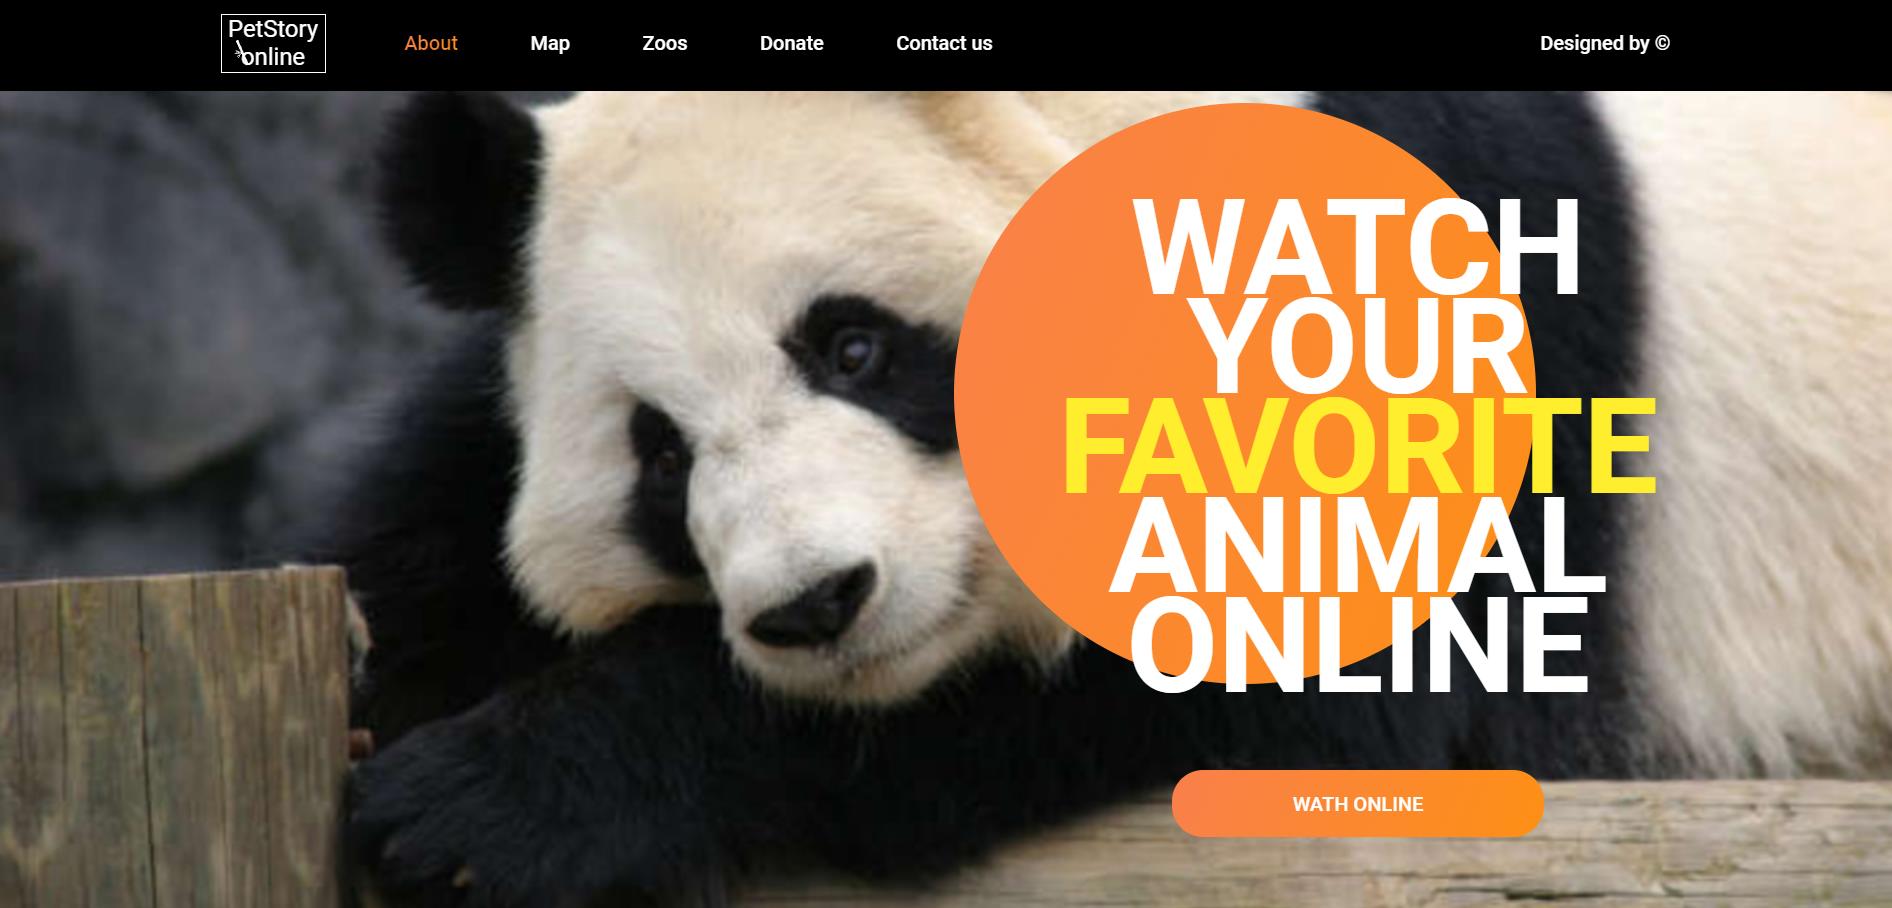 PetStory
online
About Map Zoos Donate Contact us Designed by ©
WATCH
YOUR
FAVORITE
ANIMAL
ONLINE
WATH ONLINE